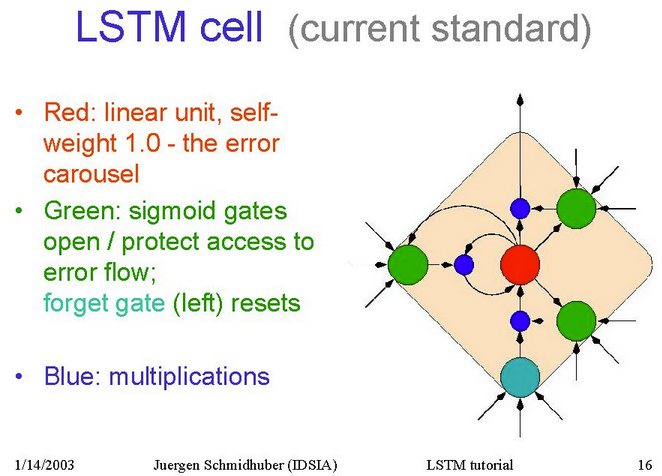 LSTM cell (current standard)
• Red: linear unit, self-
weight 1.0 - the error
carousel
• Green: sigmoid gates
open / protect access to
error flow;
forget gate (left) resets
• Blue: multiplications
1/14/2003 Juergen Schmidhuber (IDSIA) LSTM tutorial 16